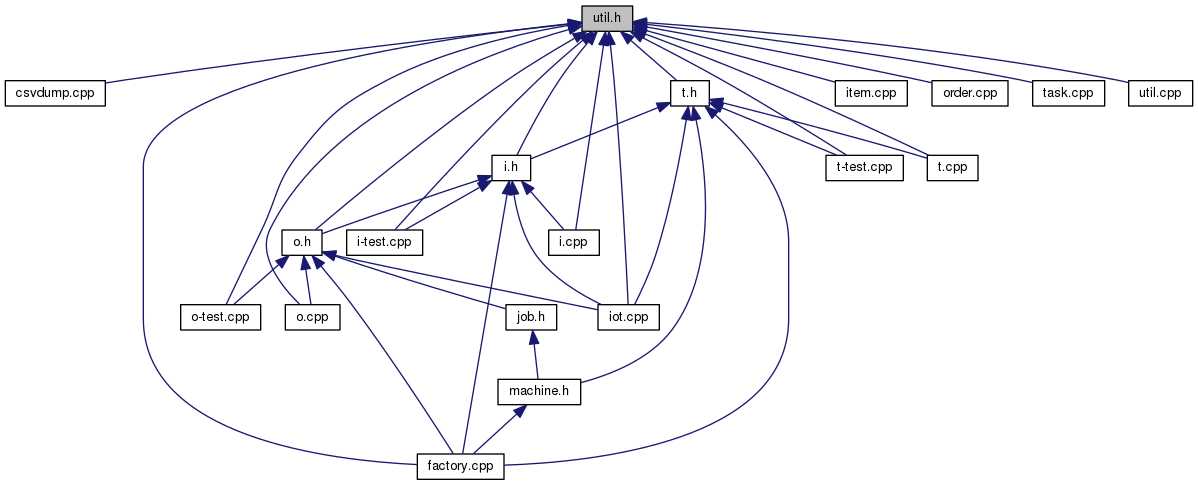 util.h
csvdump.cpp
t.h
item.cpp
order.cpp
task.cpp
util.cpp
i.h
t-test.cpp
t.cpp
o.h
i-test.cpp
i.cpp
o-test.cpp
o.cpp
job.h
iot.cpp
machine.h
factory.cpp